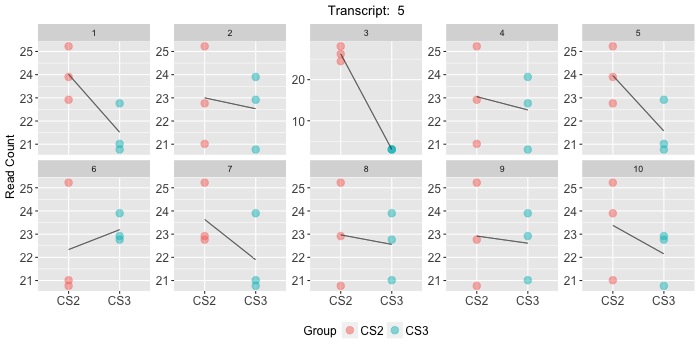 Transcript: 5
1 2 3 4 5
25 25 25 25
24 24 24 24
23 23 20 23 23
22 22 22 22
21 21 10 21 21
Read Count
6 7 8 9 10
25 25 25 25 25
24 24 24 24 24
23 23 23 23 23
22 22 22 22 22
21 21 21 21 21
CS2 CS3 CS2 CS3 CS2 CS3 CS2 CS3 CS2 CS3
Group CS2 CS3